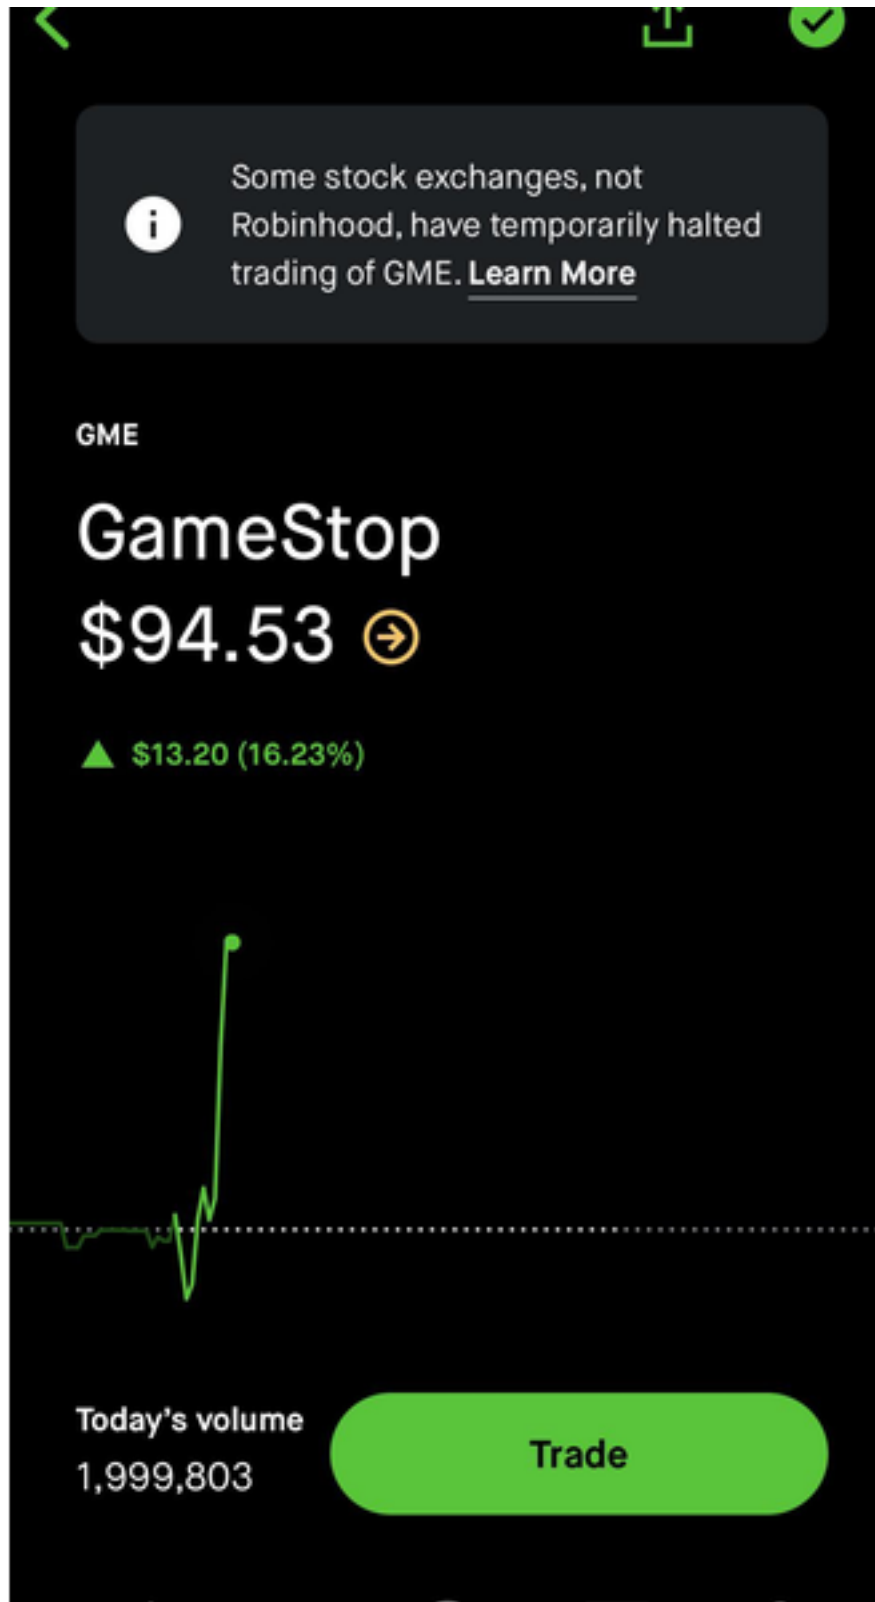 Some stock exchanges, not
Robinhood, have temporarily halted
trading of GME. Learn More
GME
GameStop
$94.53
$13.20 (16.23%)
Today's volume
1,999,803
Trade